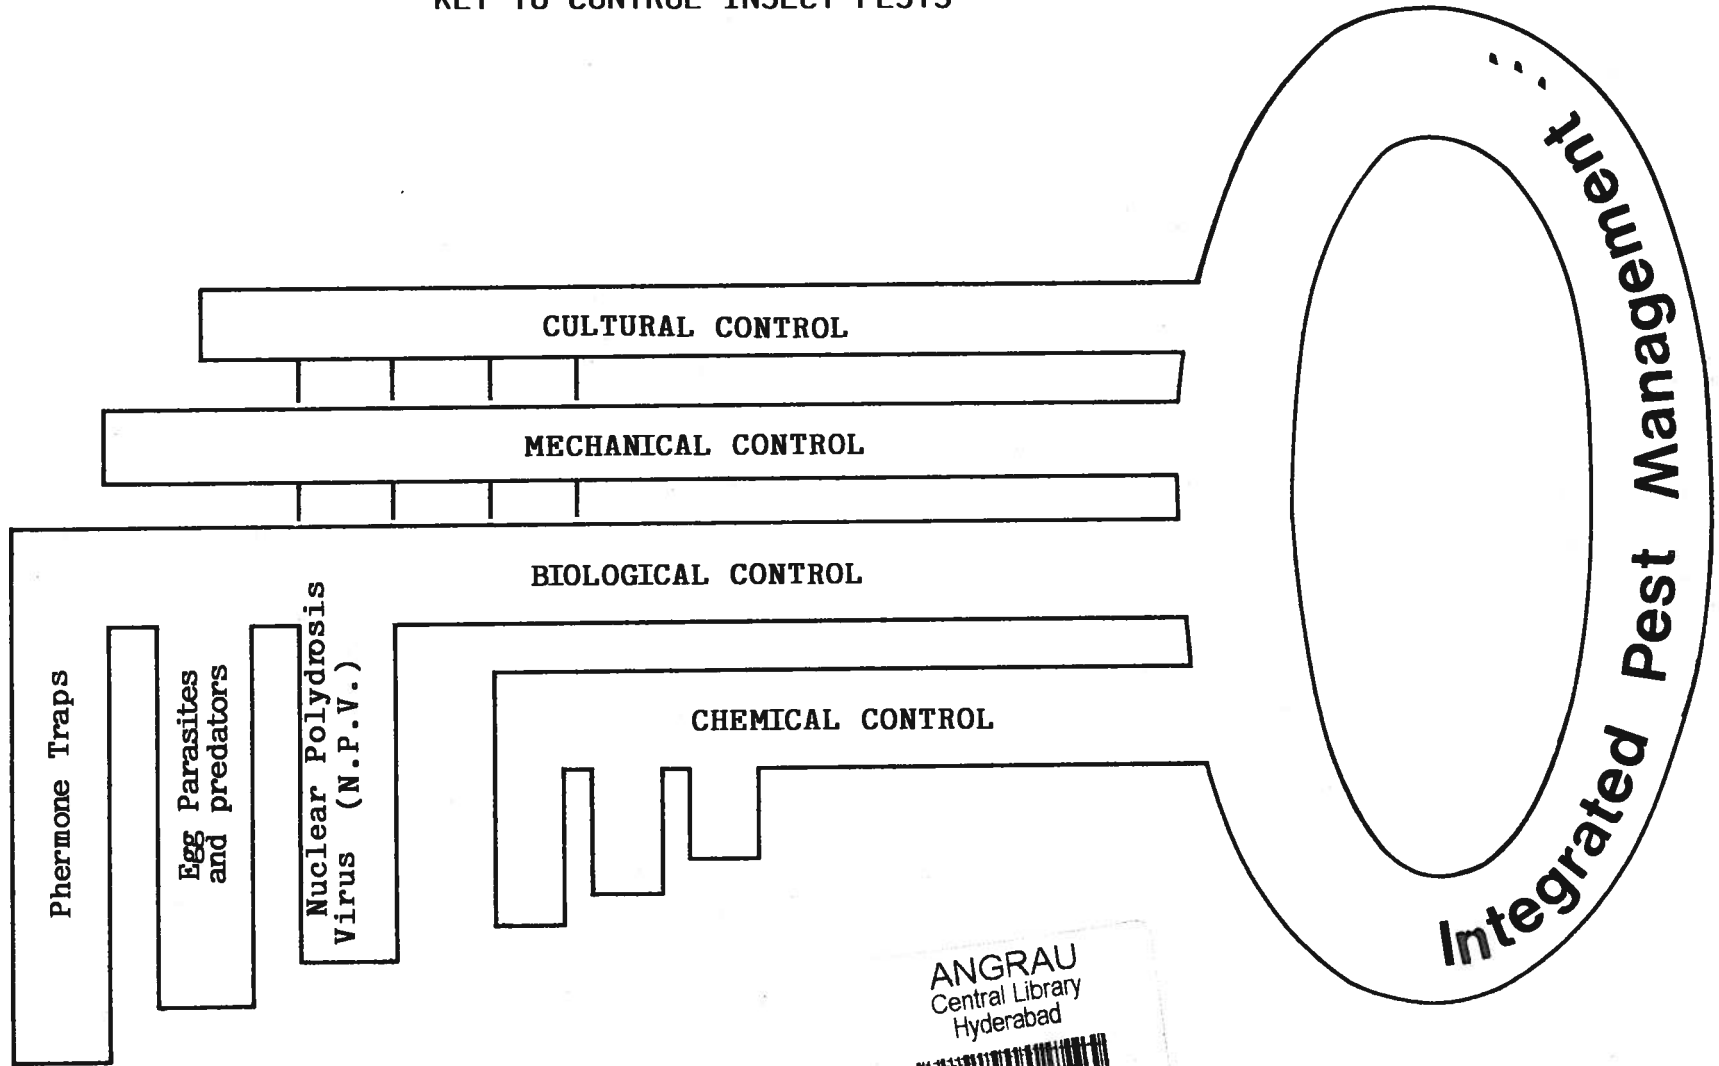 KEY TO CONTROL INSECT PESTS
CULTURAL CONTROL
MECHANICAL CONTROL
BIOLOGICAL CONTROL
CHEMICAL CONTROL
Phermone Traps
Egg Parasites
and predators
Nuclear Polydrosis
Virus (N.P.V.)
Integrated Pest Management ...
ANGRAU
Central Library
Hyderabad